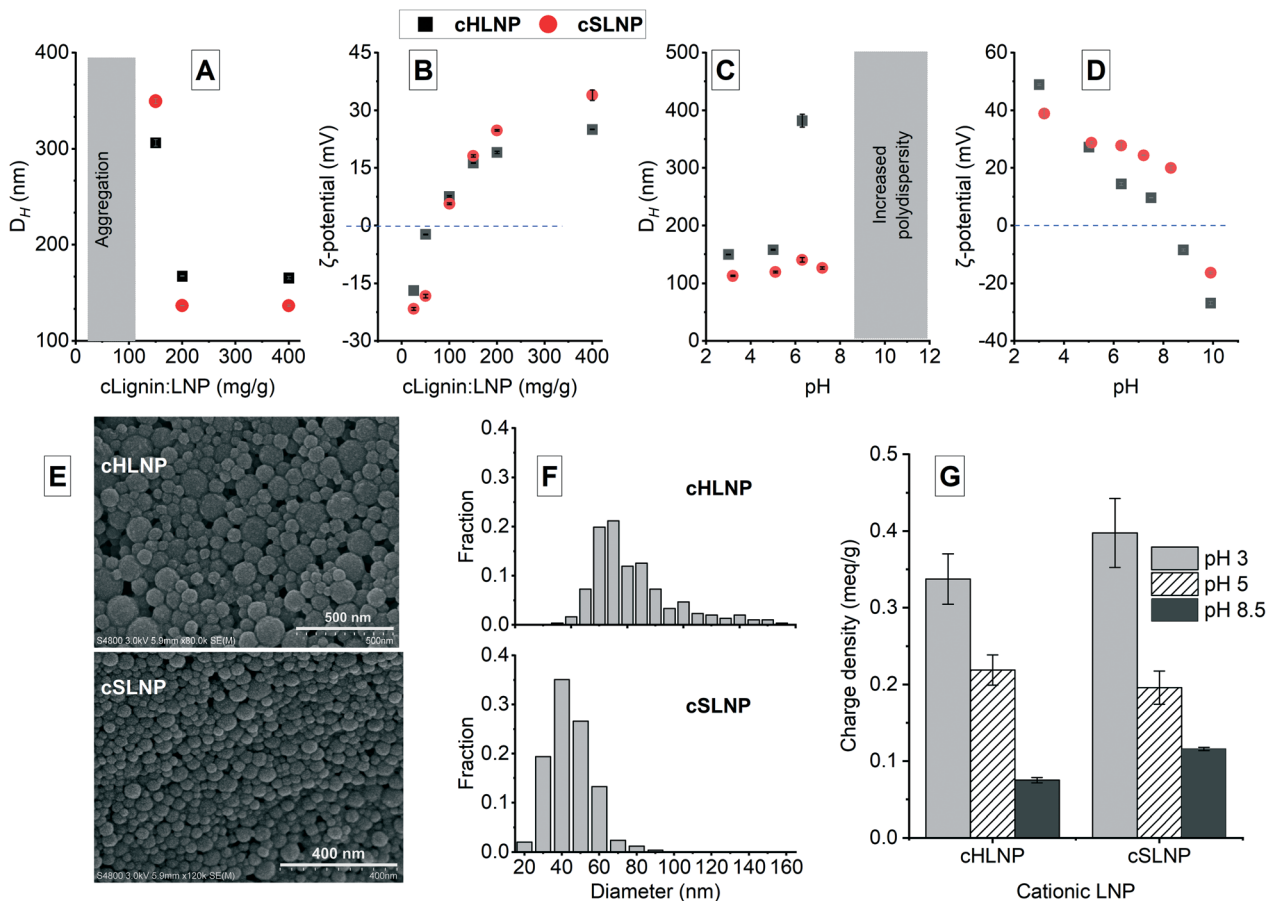 cHLNP cSLNP
A
400
300
200
100
0 100 200 300 400
D_H (nm)
cLignin:LNP (mg/g)
Aggregation
B
45
30
15
0
-15
-30
0 100 200 300 400
ζ-potential (mV)
cLignin:LNP (mg/g)
C
500
400
300
200
100
0
2 4 6 8 10 12
D_H (nm)
pH
Increased
polydispersity
D
60
40
20
0
-20
-40
2 4 6 8 10
ζ-potential (mV)
pH
E
cHLNP
500 nm
S4800 3.0kV 5.9mm x80.0k SE(M)
500nm
cSLNP
400 nm
S4800 3.0kV 5.9mm x120k SE(M)
400nm
F
cHLNP
0.4
0.3
0.2
0.1
0.0
Fraction
cSLNP
0.4
0.3
0.2
0.1
0.0
Fraction
20 40 60 80 100 120 140 160
Diameter (nm)
G
0.5
0.4
0.3
0.2
0.1
0.0
Charge density (meq/g)
pH 3
pH 5
pH 8.5
cHLNP cSLNP
Cationic LNP